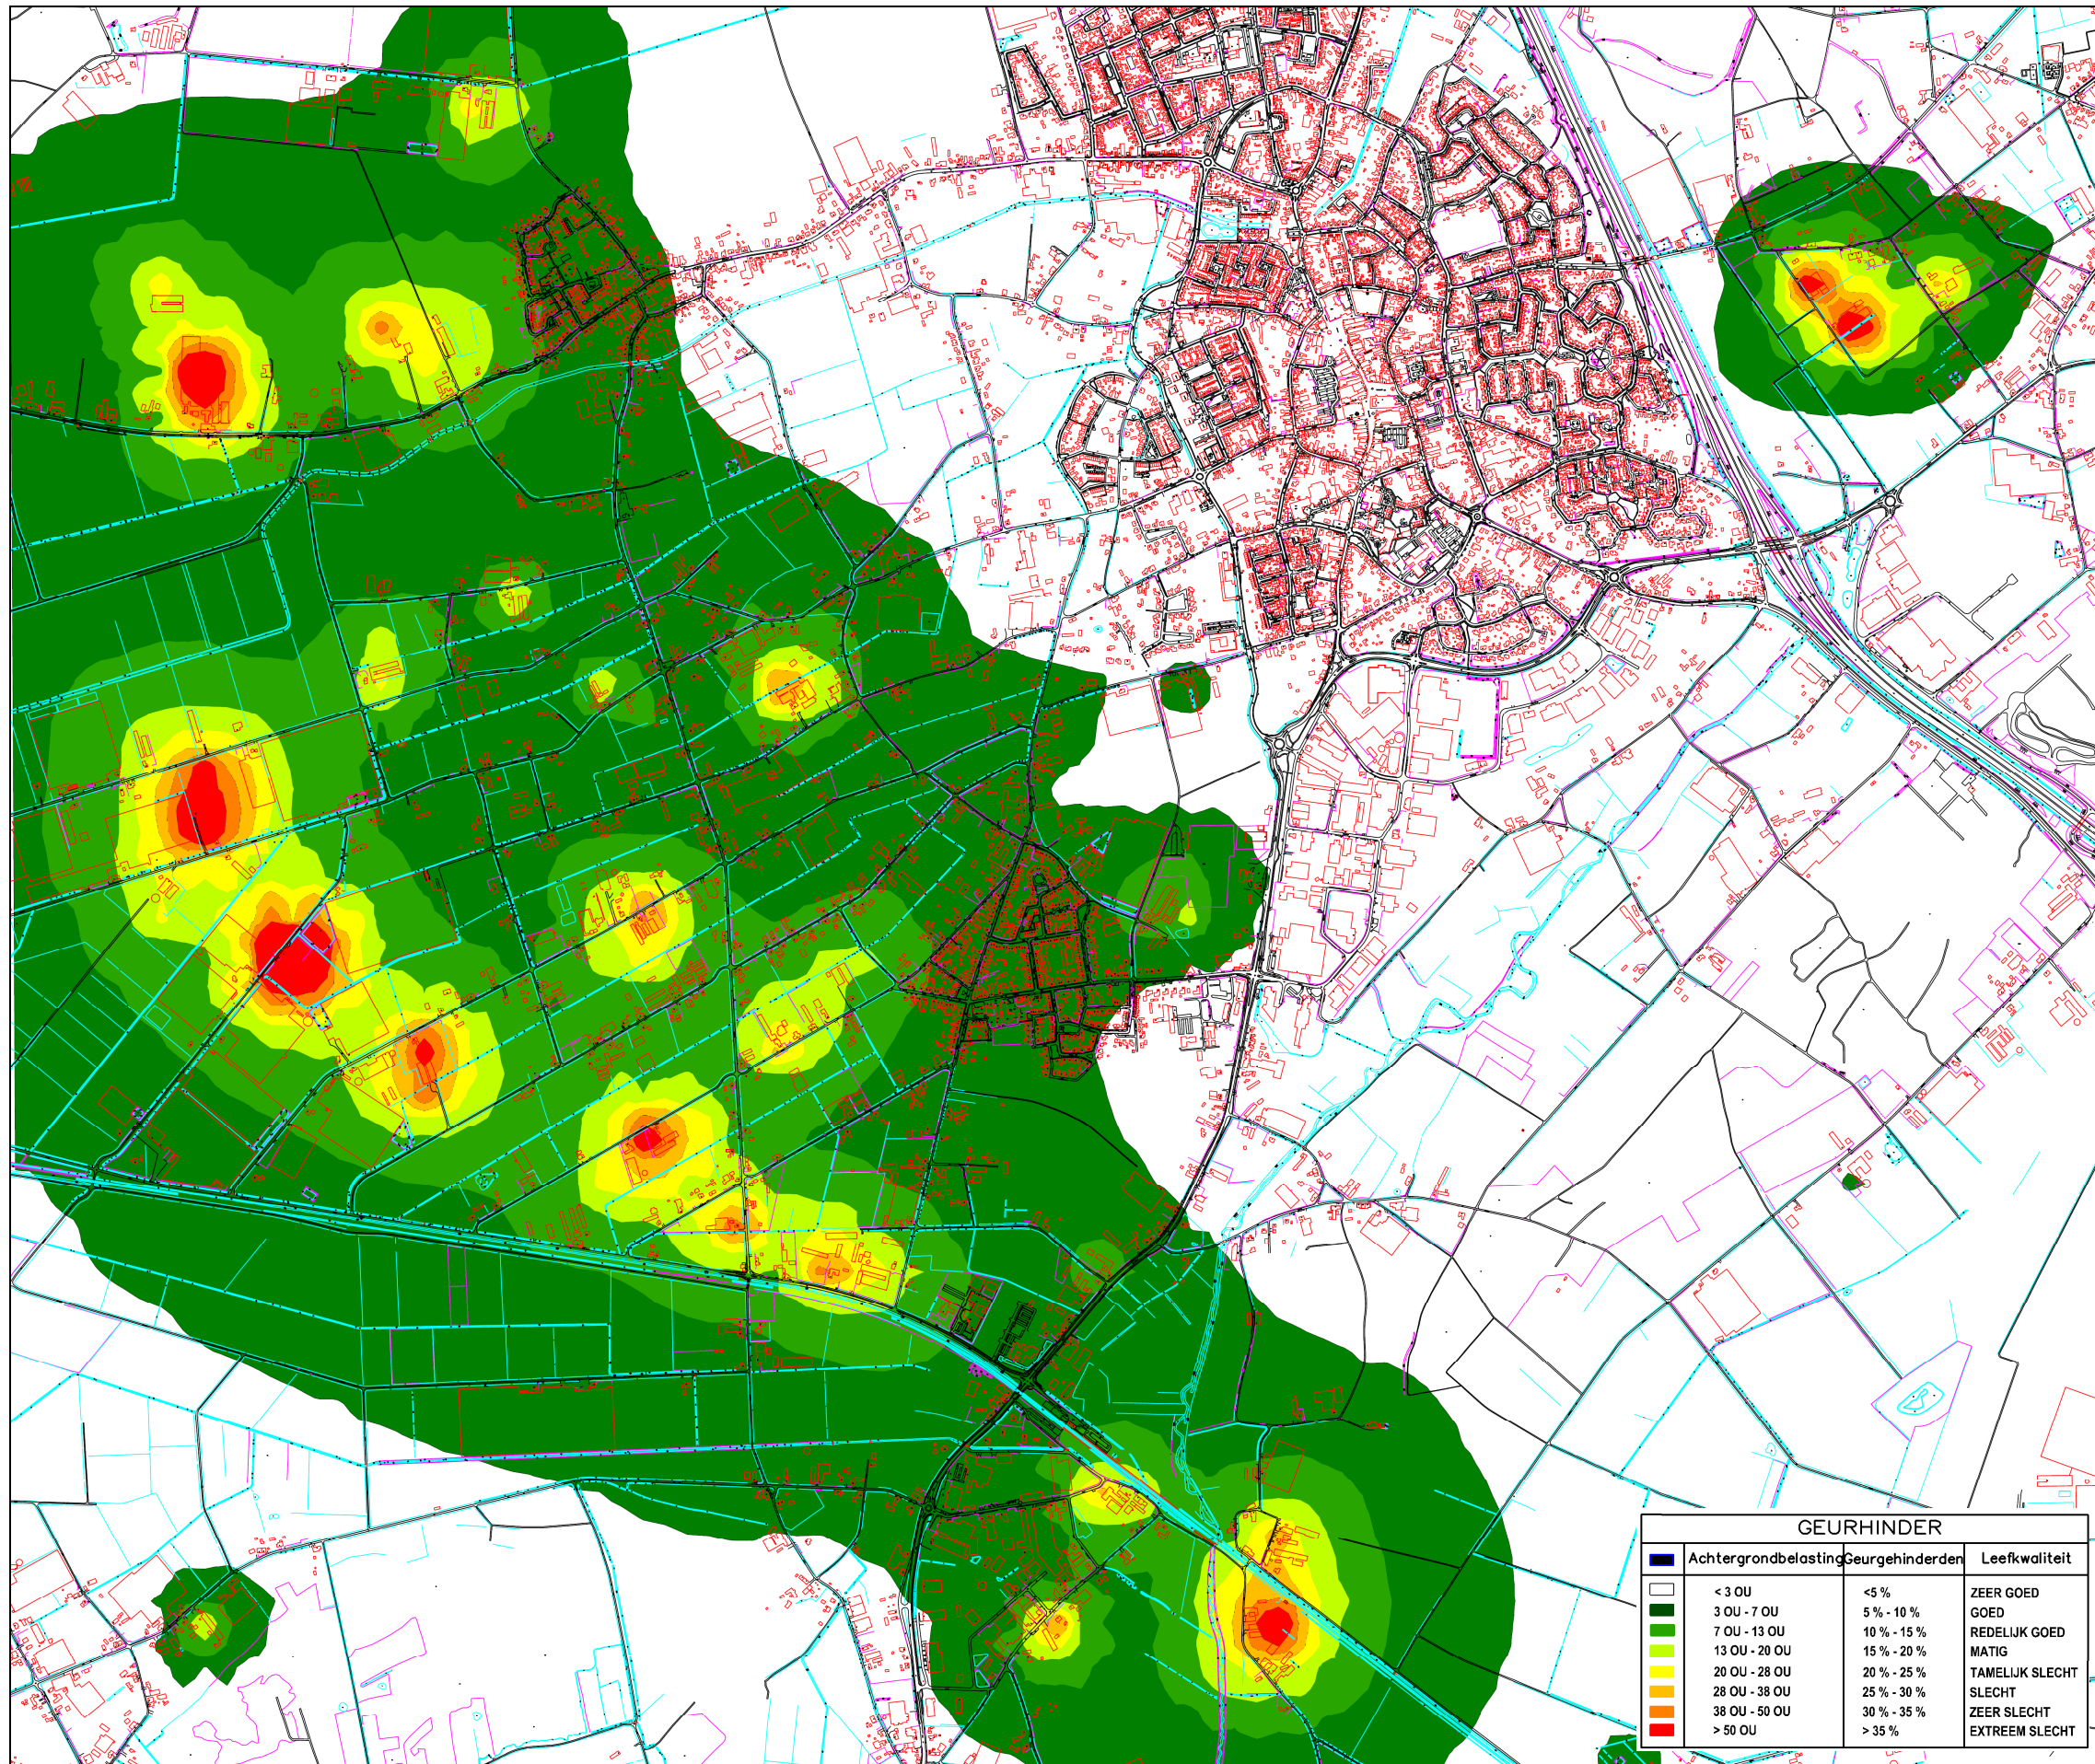 GEURHINDER
Achtergrondbelasting Geurgehinderden Leefkwaliteit
< 3 OU <5 % ZEER GOED
3 OU - 7 OU 5 % - 10 % GOED
7 OU - 13 OU 10 % - 15 % REDELIJK GOED
13 OU - 20 OU 15 % - 20 % MATIG
20 OU - 28 OU 20 % - 25 % TAMELIJK SLECHT
28 OU - 38 OU 25 % - 30 % SLECHT
38 OU - 50 OU 30 % - 35 % ZEER SLECHT
> 50 OU > 35 % EXTREEM SLECHT